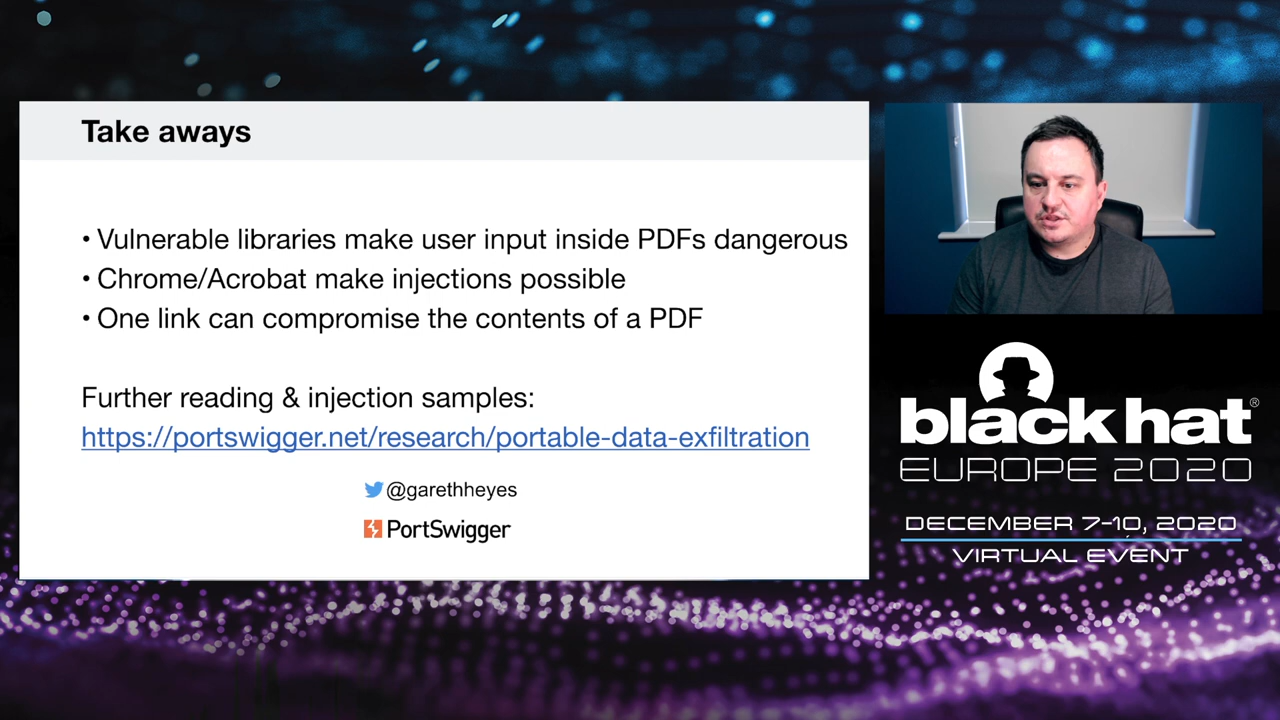 Take aways
• Vulnerable libraries make user input inside PDFs dangerous
• Chrome/Acrobat make injections possible
• One link can compromise the contents of a PDF
Further reading & injection samples:
https://portswigger.net/research/portable-data-exfiltration
@garethheyes
PortSwigger
black hat®
EUROPE 2020
DECEMBER 7-10, 2020
VIRTUAL EVENT